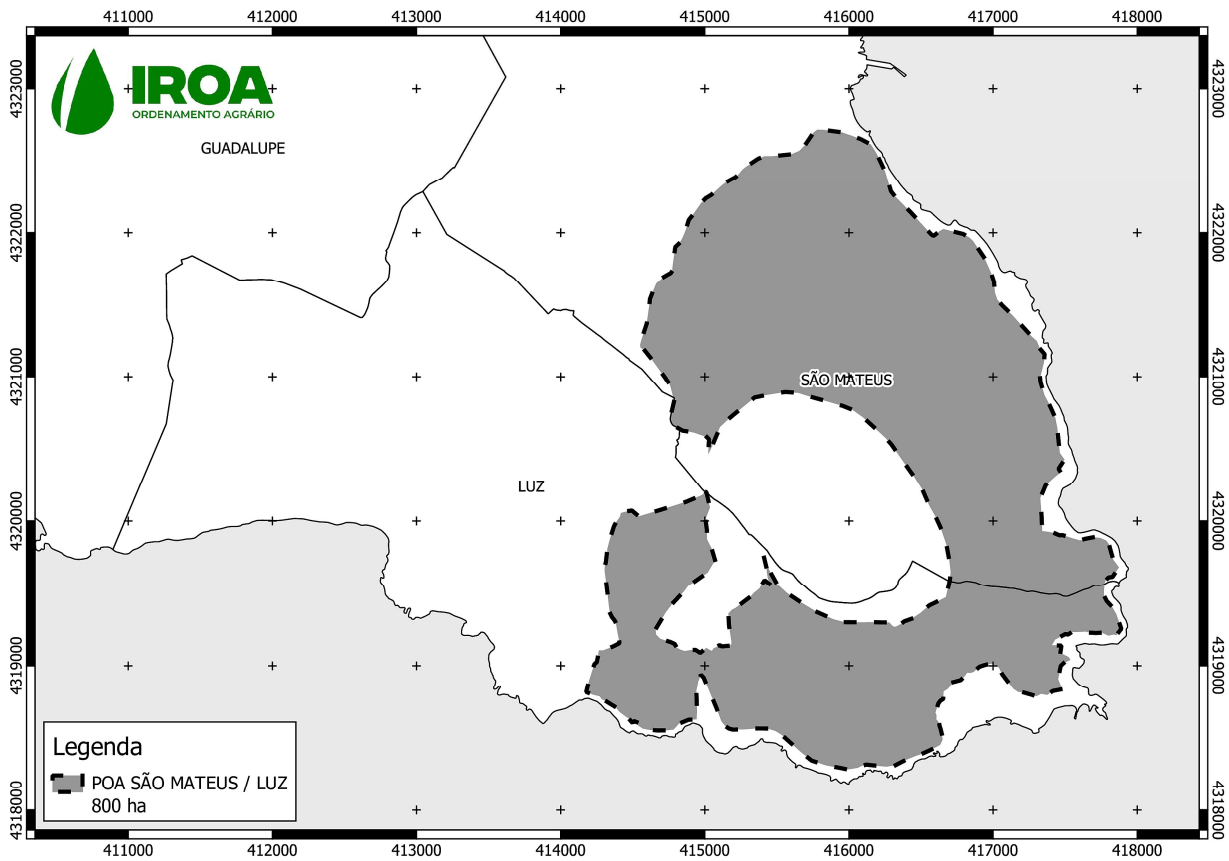 411000 412000 413000 414000 415000 416000 417000 418000
IROA
ORDENAMENTO AGRÁRIO
GUADALUPE
SÃO MATEUS
LUZ
4323000
4322000
4321000
4320000
4319000
4318000
4323000
4322000
4321000
4320000
4319000
4318000
Legenda
POA SÃO MATEUS / LUZ
800 ha
411000 412000 413000 414000 415000 416000 417000 418000